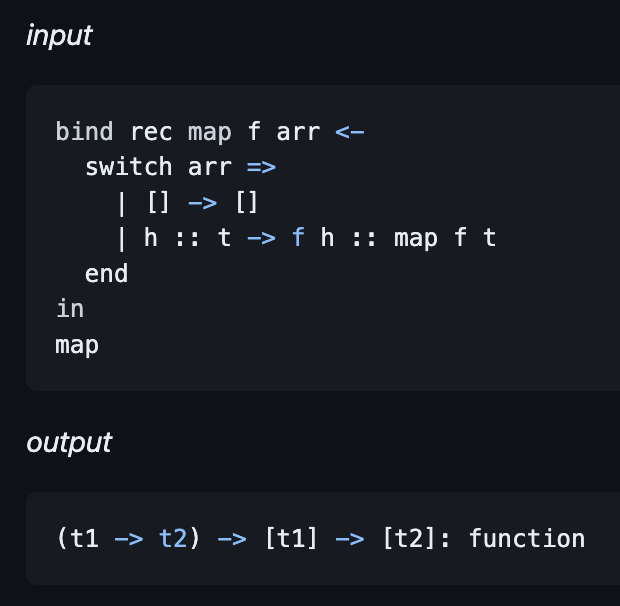 input
bind rec map f arr <-
  switch arr =>
    | [] -> []
    | h :: t -> f h :: map f t
  end
in
map
output
(t1 -> t2) -> [t1] -> [t2]: function